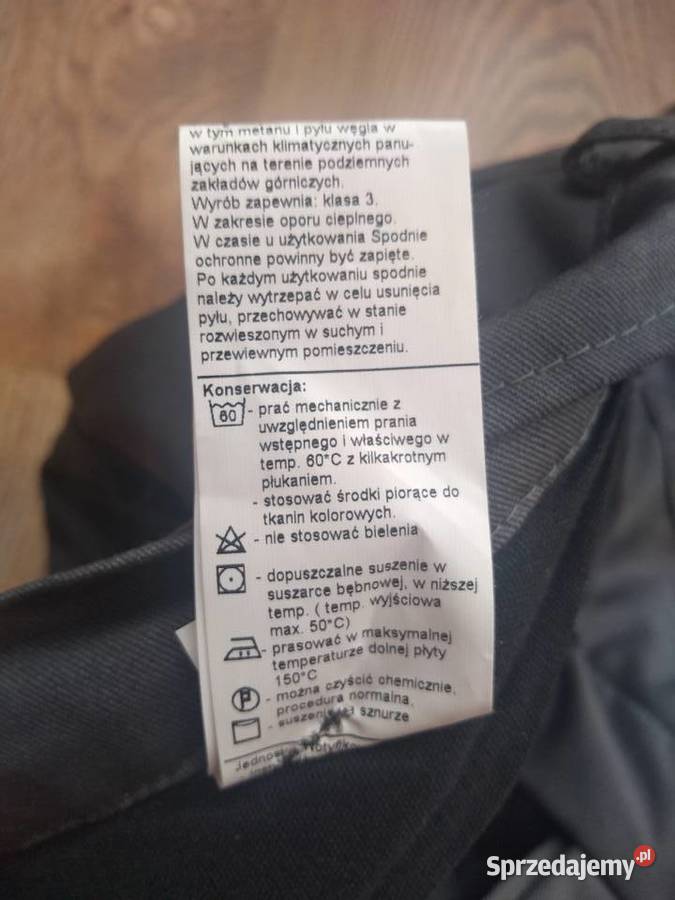 w tym metanu i pyłu węgla w
warunkach klimatycznych panu-
jących na terenie podziemnych
zakładów górniczych.
Wyrób zapewnia: klasa 3.
W zakresie oporu cieplnego.
W czasie u użytkowania Spodnie
ochronne powinny być zapięte.
Po każdym użytkowaniu spodnie
należy wytrzepać w celu usunięcia
pyłu, przechowywać w stanie
rozwieszonym w suchym i
przewiewnym pomieszczeniu.
Konserwacja:
60 - prać mechanicznie z
uwzględnieniem prania
wstępnego i właściwego w
temp. 60°C z kilkakrotnym
płukaniem.
- stosować środki piorące do
tkanin kolorowych.
- nie stosować bielenia
- dopuszczalne suszenie w
suszarce bębnowej, w niższej
temp. ( temp. wyjściowa
max. 50°C)
- prasować w maksymalnej
temperaturze dolnej płyty
150°C
P - można czyścić chemicznie,
procedura normalna,
- suszenie sznurze
Sprzedajemy.pl